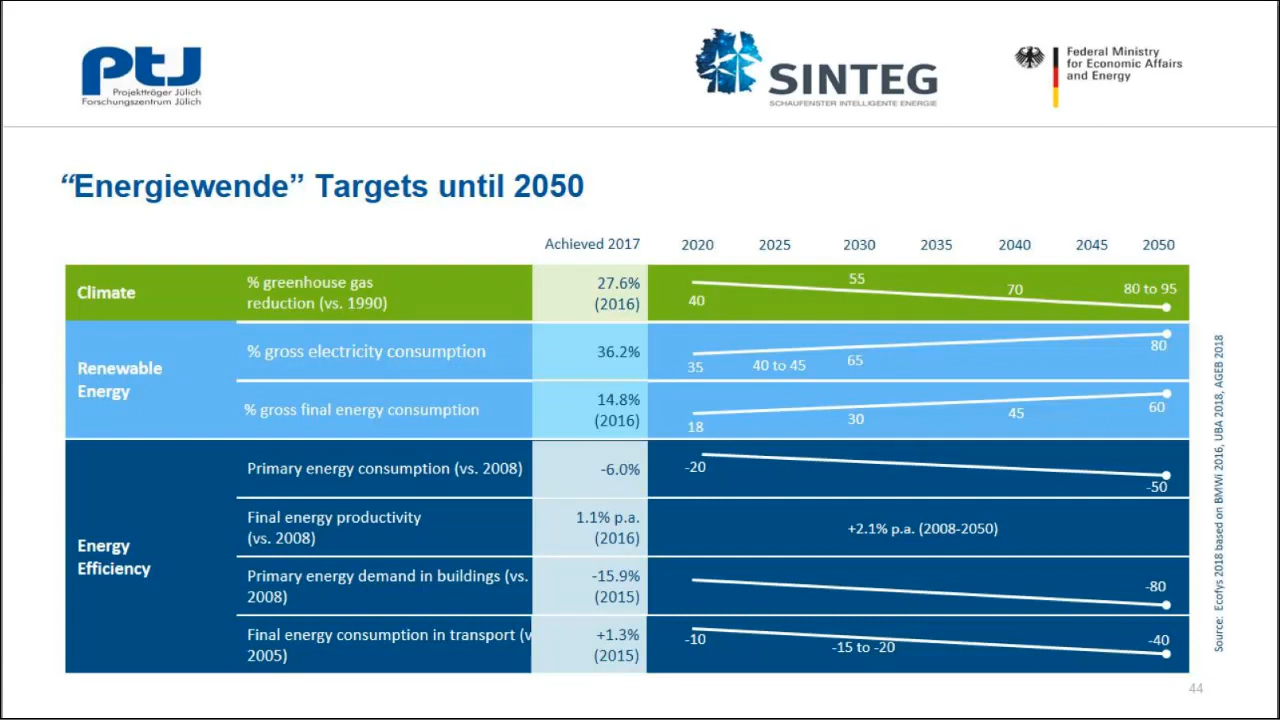 ptJ
Projektträger Jülich
Forschungszentrum Jülich
SINTEG
SCHAUFENSTER INTELLIGENTE ENERGIE
Federal Ministry
for Economic Affairs
and Energy
“Energiewende” Targets until 2050
Achieved 2017 2020 2025 2030 2035 2040 2045 2050
Climate
% greenhouse gas
reduction (vs. 1990)
27.6%
(2016)
40 55 70 80 to 95
Renewable
Energy
% gross electricity consumption
36.2%
35 40 to 45 65 80
% gross final energy consumption
14.8%
(2016)
18 30 45 60
Energy
Efficiency
Primary energy consumption (vs. 2008)
-6.0%
-20 -50
Final energy productivity
(vs. 2008)
1.1% p.a.
(2016)
+2.1% p.a. (2008-2050)
Primary energy demand in buildings (vs.
2008)
-15.9%
(2015)
-80
Final energy consumption in transport (v
2005)
+1.3%
(2015)
-10 -15 to -20 -40
Source: Ecofys 2018 based on BMWi 2016, UBA 2018, AGEB 2018
44